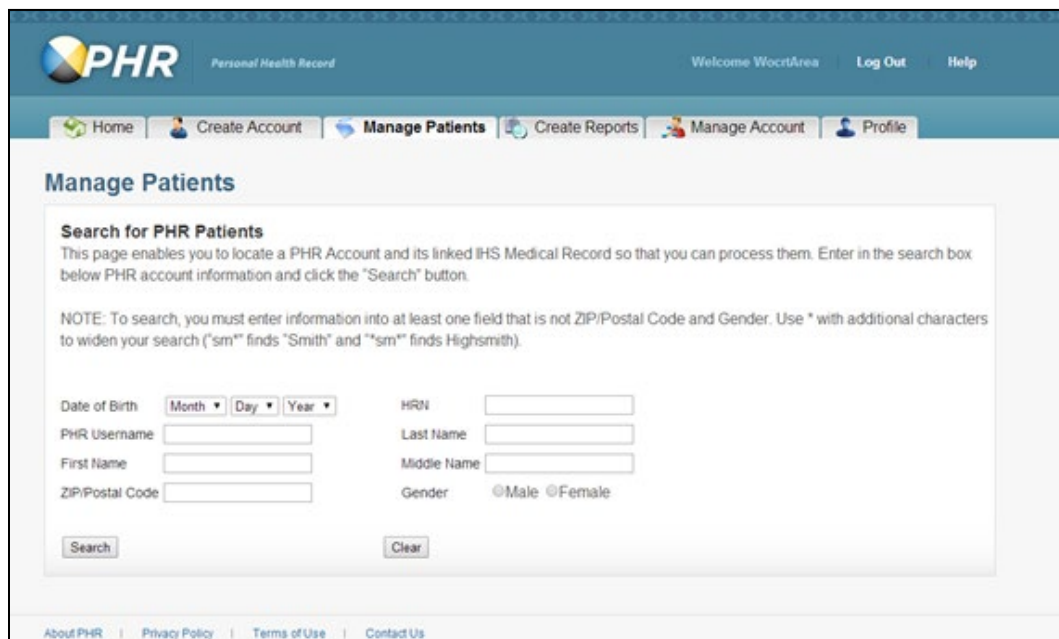 PHR Personal Health Record Welcome WocrtArea Log Out Help
Home Create Account Manage Patients Create Reports Manage Account Profile
Manage Patients
Search for PHR Patients
This page enables you to locate a PHR Account and its linked IHS Medical Record so that you can process them. Enter in the search box
below PHR account information and click the "Search" button.
NOTE: To search, you must enter information into at least one field that is not ZIP/Postal Code and Gender. Use * with additional characters
to widen your search ("sm*" finds "Smith" and "*sm*" finds Highsmith).
Date of Birth Month Day Year HRN
PHR Username Last Name
First Name Middle Name
ZIP/Postal Code Gender Male Female
Search Clear
About PHR | Privacy Policy | Terms of Use | Contact Us